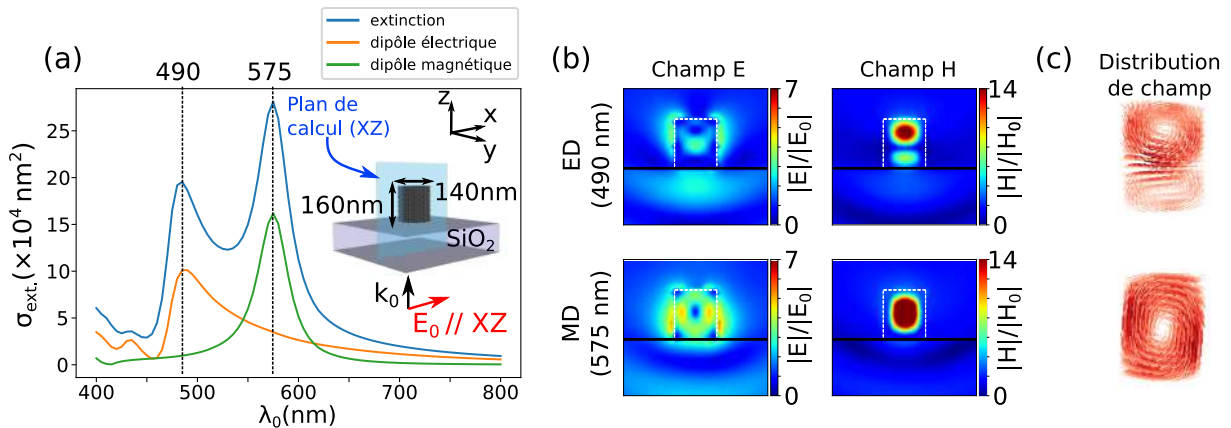 extinction
dipôle électrique
dipôle magnétique
(a)
490
575
σext,(×10⁴ nm²)
25
20
15
10
5
0
400
500
600
700
800
λ₀(nm)
Plan de
calcul (XZ)
z
x
y
160nm
140nm
SiO₂
k₀
E₀ // XZ
(b)
Champ E
Champ H
ED
(490 nm)
7
|E|/|E₀|
0
14
|H|/|H₀|
0
MD
(575 nm)
7
|E|/|E₀|
0
14
|H|/|H₀|
0
(c)
Distribution
de champ